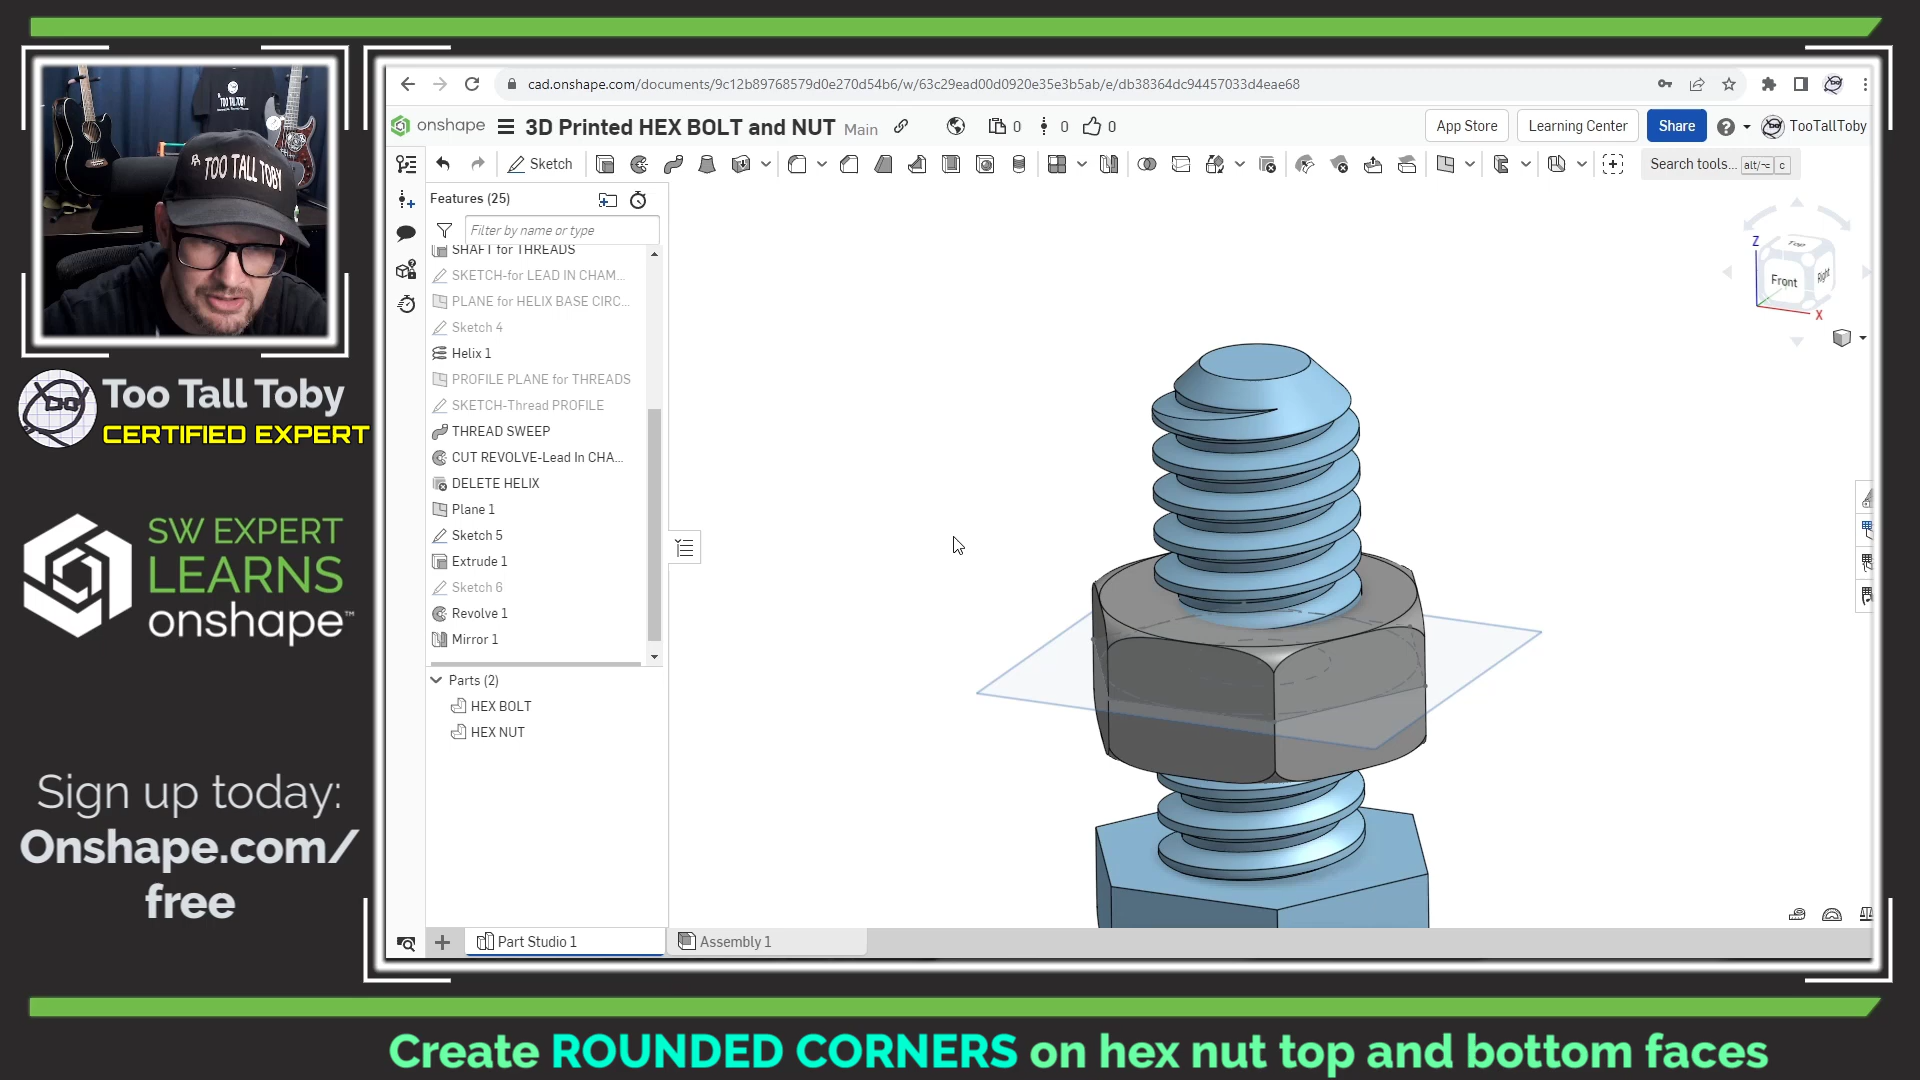 TOO TALL TOBY
TOO TALL TOBY
Too Tall Toby
CERTIFIED EXPERT
SW EXPERT
LEARNS
onshape™
Sign up today:
Onshape.com/
free
cad.onshape.com/documents/9c12b89768579d0e270d54b6/w/63c29ead00d0920e35e3b5ab/e/db38364dc94457033d4eae68
onshape 3D Printed HEX BOLT and NUT Main 0 0 0 App Store Learning Center Share TooTallToby
Sketch Search tools... alt/⌥ c
Features (25)
Filter by name or type
SHAFT for THREADS
SKETCH-for LEAD IN CHAM...
PLANE for HELIX BASE CIRC...
Sketch 4
Helix 1
PROFILE PLANE for THREADS
SKETCH-Thread PROFILE
THREAD SWEEP
CUT REVOLVE-Lead In CHA...
DELETE HELIX
Plane 1
Sketch 5
Extrude 1
Sketch 6
Revolve 1
Mirror 1
Parts (2)
HEX BOLT
HEX NUT
Z
Top
Front
Right
X
Part Studio 1
Assembly 1
Create ROUNDED CORNERS on hex nut top and bottom faces